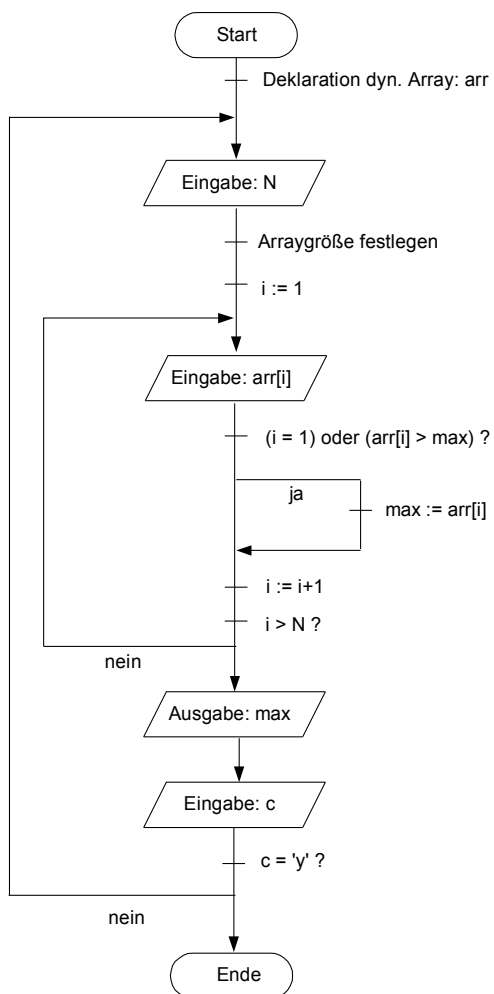 Start
Deklaration dyn. Array: arr
Eingabe: N
Arraygröße festlegen
i := 1
Eingabe: arr[i]
(i = 1) oder (arr[i] > max) ?
ja
max := arr[i]
i := i+1
i > N ?
nein
Ausgabe: max
Eingabe: c
c = 'y' ?
nein
Ende